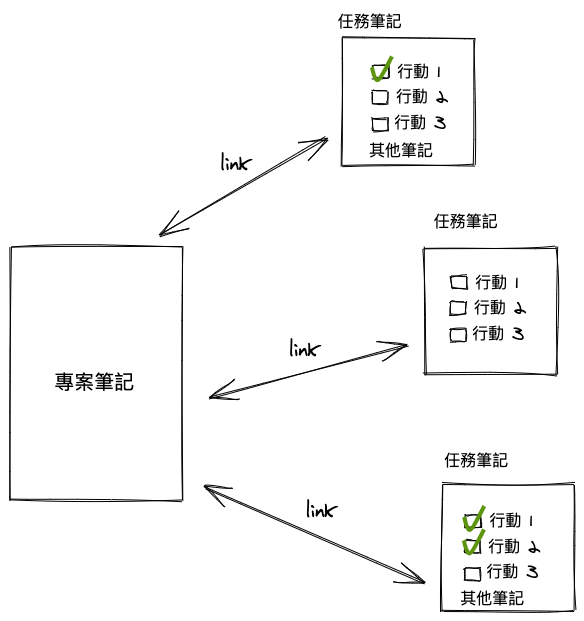 任務筆記
行動 1
行動 2
行動 3
其他筆記
link
任務筆記
行動 1
行動 2
行動 3
link
專案筆記
任務筆記
行動 1
行動 2
行動 3
其他筆記
link